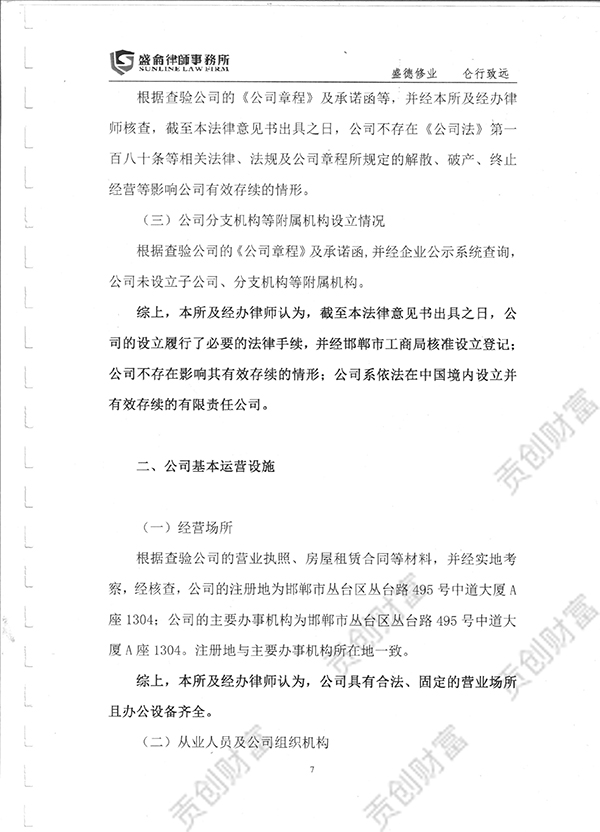 盛侖律師事務所
SUNLINE LAW FIRM
盛德修业 仑行致远
根据查验公司的《公司章程》及承诺函等，并经本所及经办律
师核查，截至本法律意见书出具之日，公司不存在《公司法》第一
百八十条等相关法律、法规及公司章程所规定的解散、破产、终止
经营等影响公司有效存续的情形。
（三）公司分支机构等附属机构设立情况
根据查验公司的《公司章程》及承诺函,并经企业公示系统查询，
公司未设立子公司、分支机构等附属机构。
综上，本所及经办律师认为，截至本法律意见书出具之日，公
司的设立履行了必要的法律手续，并经邯郸市工商局核准设立登记；
公司不存在影响其有效存续的情形；公司系依法在中国境内设立并
有效存续的有限责任公司。
二、公司基本运营设施
（一）经营场所
根据查验公司的营业执照、房屋租赁合同等材料，并经实地考
察，经核查，公司的注册地为邯郸市丛台区丛台路 495 号中道大厦 A
座 1304；公司的主要办事机构为邯郸市丛台区丛台路 495 号中道大
厦 A 座 1304。注册地与主要办事机构所在地一致。
综上，本所及经办律师认为，公司具有合法、固定的营业场所
且办公设备齐全。
（二）从业人员及公司组织机构
7
贡创财富
贡创财富
贡创财富